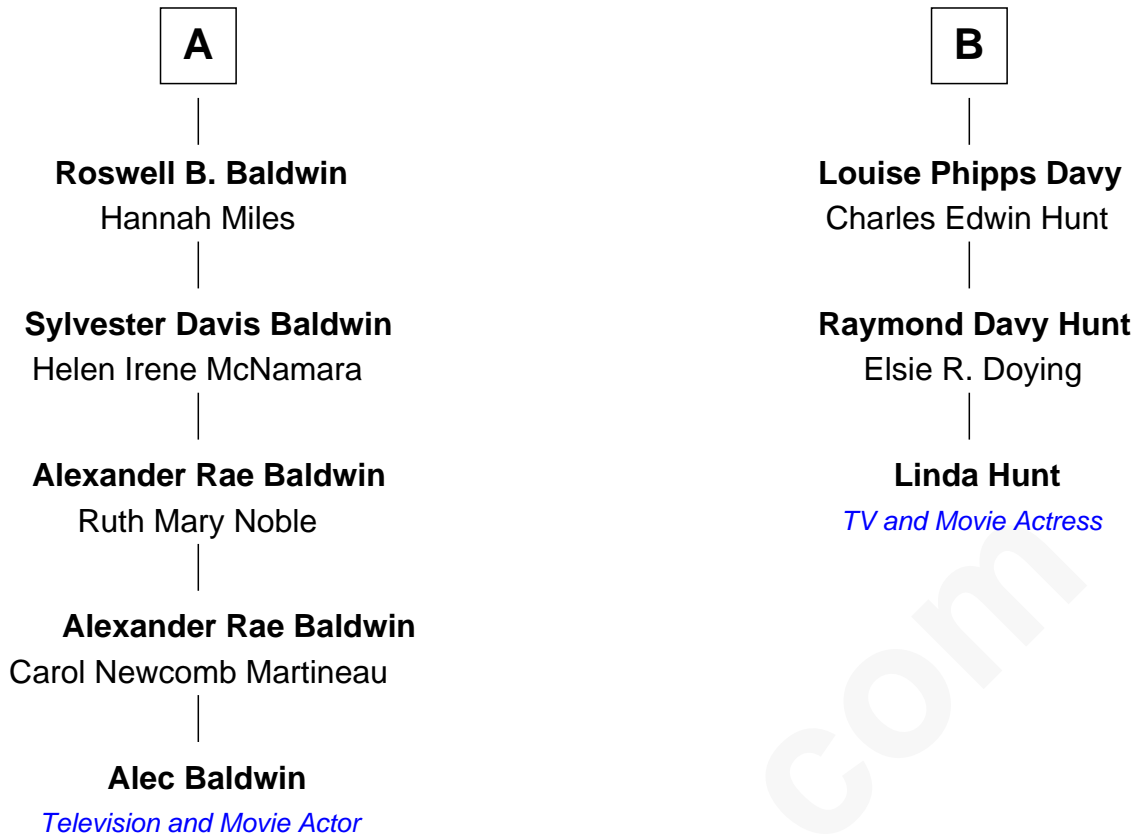 A
Roswell B. Baldwin
Hannah Miles
Sylvester Davis Baldwin
Helen Irene McNamara
Alexander Rae Baldwin
Ruth Mary Noble
Alexander Rae Baldwin
Carol Newcomb Martineau
Alec Baldwin
Television and Movie Actor
B
Louise Phipps Davy
Charles Edwin Hunt
Raymond Davy Hunt
Elsie R. Doying
Linda Hunt
TV and Movie Actress
com